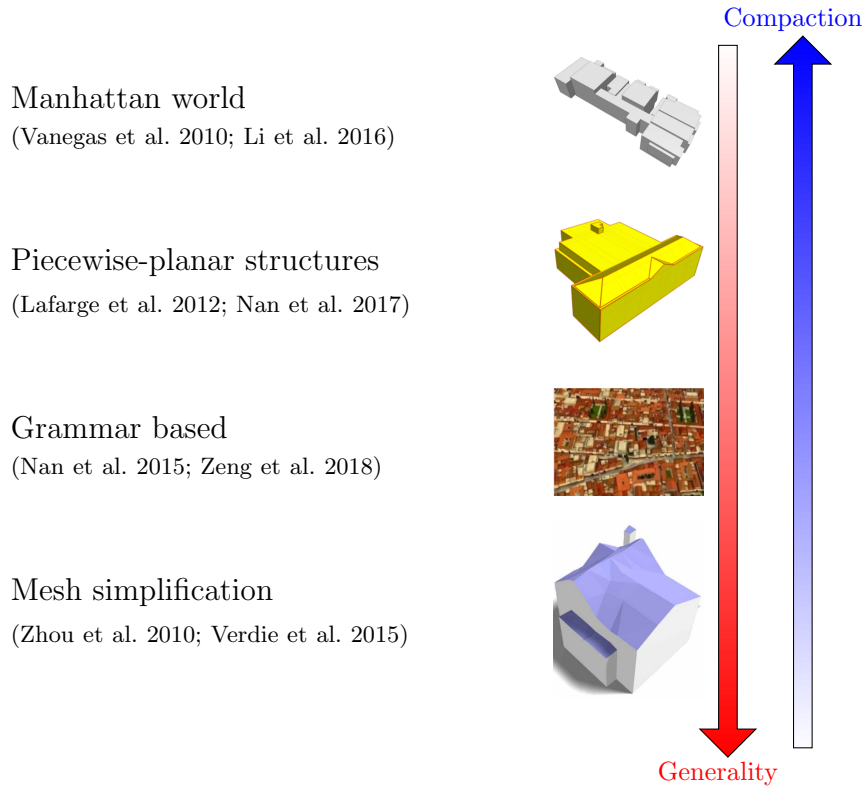 Compaction
Manhattan world
(Vanegas et al. 2010; Li et al. 2016)
Piecewise-planar structures
(Lafarge et al. 2012; Nan et al. 2017)
Grammar based
(Nan et al. 2015; Zeng et al. 2018)
Mesh simplification
(Zhou et al. 2010; Verdie et al. 2015)
Generality